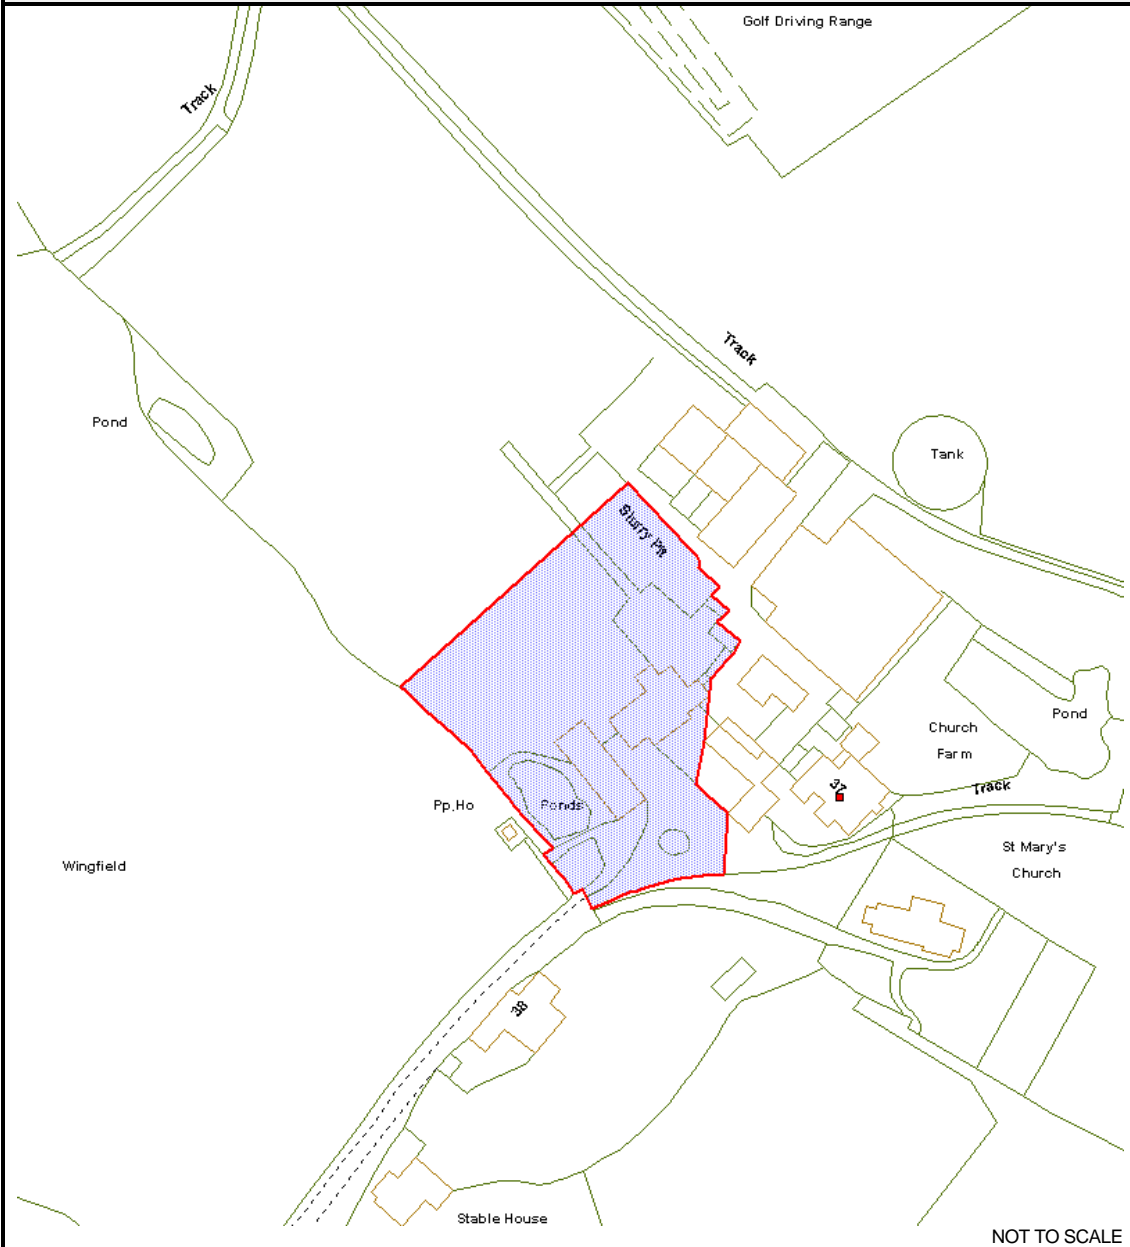 Golf Driving Range
Track
Track
Pond
Tank
Slurry Pit
Pond
Church
Farm
37
Track
Ponds
Pp,Ho
St Mary's
Church
Wingfield
38
Stable House
NOT TO SCALE